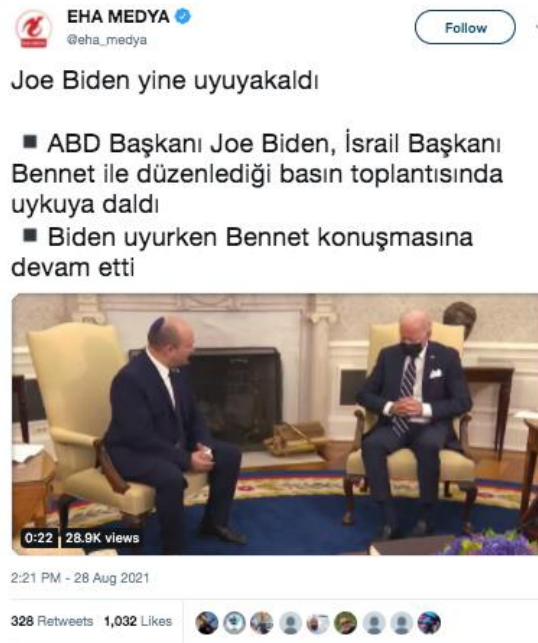 EHA MEDYA
@eha_medya
Follow
Joe Biden yine uyuyakaldı
▪ ABD Başkanı Joe Biden, İsrail Başkanı
Bennet ile düzenlediği basın toplantısında
uykuya daldı
▪ Biden uyurken Bennet konuşmasına
devam etti
0:22 28.9K views
2:21 PM - 28 Aug 2021
328 Retweets 1,032 Likes